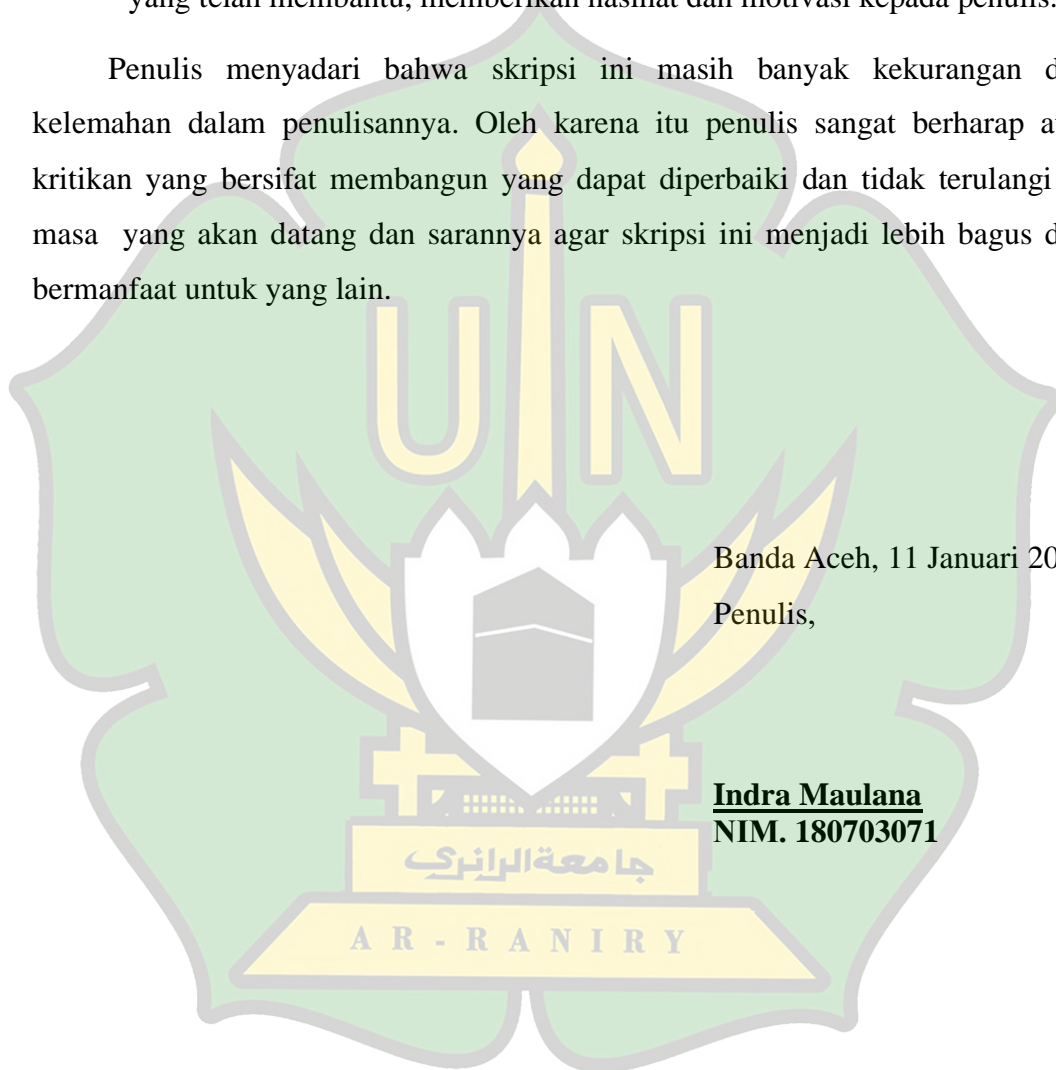 yang telah membantu, memberikan nasihat dan motivasi kepada penulis.
Penulis menyadari bahwa skripsi ini masih banyak kekurangan
kelemahan dalam penulisannya. Oleh karena itu penulis sangat berharap
kritikan yang bersifat membangun yang dapat diperbaiki dan tidak terulangi
masa yang akan datang dan sarannya agar skripsi ini menjadi lebih bagus
bermanfaat untuk yang lain.
UIN
Banda Aceh, 11 Januari 20
Penulis,
Indra Maulana
NIM. 180703071
جامعة الرانري
AR-RANIRY